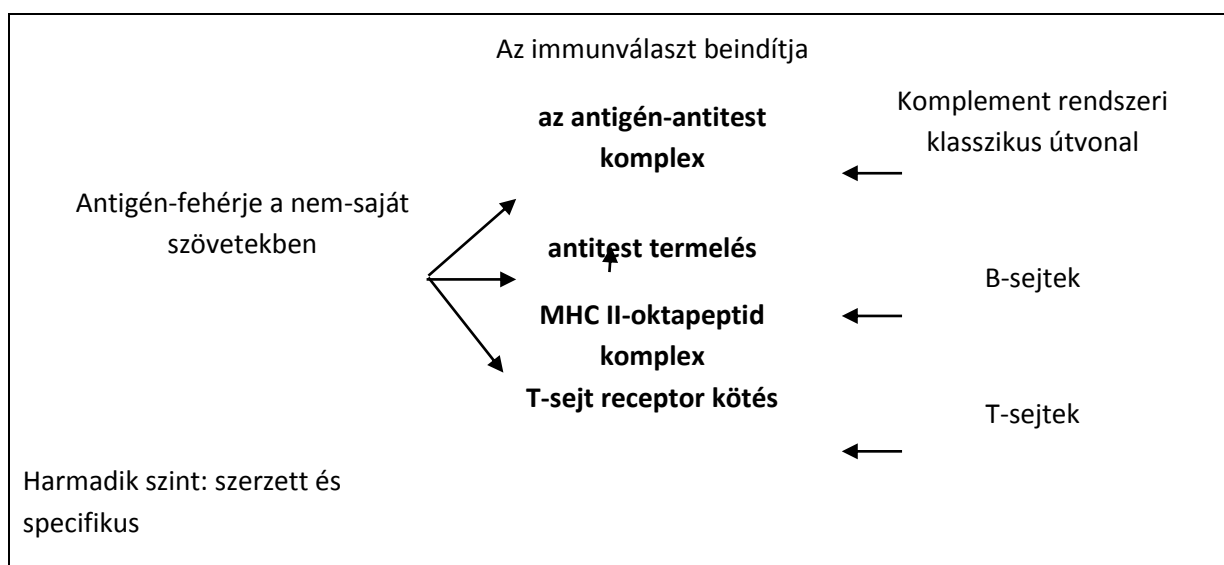 Az immunválaszt beindítja
az antigén-antitest
komplex
Komplement rendszeri
klasszikus útvonal
Antigén-fehérje a nem-saját
szövetekben
antitest termelés
B-sejtek
MHC II-oktapeptid
komplex
T-sejt receptor kötés
T-sejtek
Harmadik szint: szerzett és
specifikus